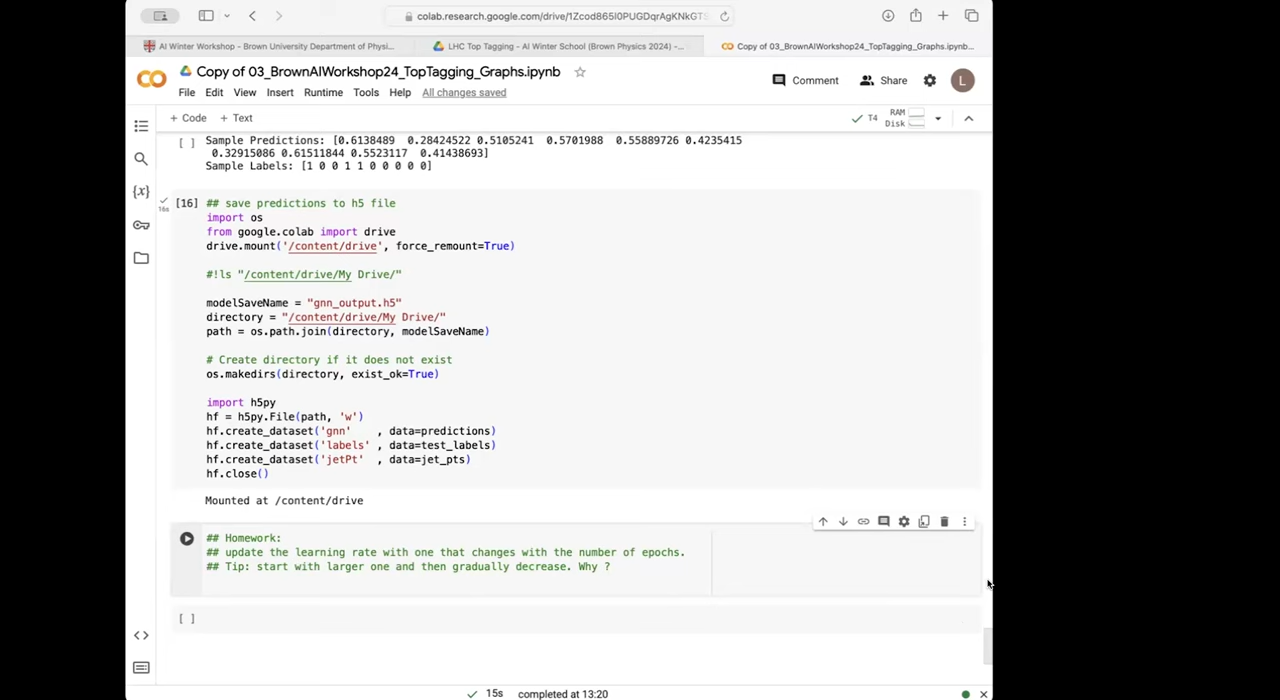 colab.research.google.com/drive/1Zcod865I0PUGDqrAgKNkGTS
AI Winter Workshop - Brown University Department of Physi...
LHC Top Tagging - AI Winter School (Brown Physics 2024) -...
Copy of 03_BrownAIWorkshop24_TopTagging_Graphs.ipynb...
Copy of 03_BrownAIWorkshop24_TopTagging_Graphs.ipynb
Comment
Share
L
File Edit View Insert Runtime Tools Help All changes saved
+ Code + Text
T4
RAM
Disk
[ ] Sample Predictions: [0.6138489 0.28424522 0.5105241 0.5701988 0.55889726 0.4235415
0.32915086 0.61511844 0.5523117 0.41438693]
Sample Labels: [1 0 0 1 1 0 0 0 0 0]
16s
[16] ## save predictions to h5 file
import os
from google.colab import drive
drive.mount('/content/drive', force_remount=True)
#!ls "/content/drive/My Drive/"
modelSaveName = "gnn_output.h5"
directory = "/content/drive/My Drive/"
path = os.path.join(directory, modelSaveName)
# Create directory if it does not exist
os.makedirs(directory, exist_ok=True)
import h5py
hf = h5py.File(path, 'w')
hf.create_dataset('gnn' , data=predictions)
hf.create_dataset('labels' , data=test_labels)
hf.create_dataset('jetPt' , data=jet_pts)
hf.close()
Mounted at /content/drive
## Homework:
## update the learning rate with one that changes with the number of epochs.
## Tip: start with larger one and then gradually decrease. Why ?
[ ]
15s completed at 13:20